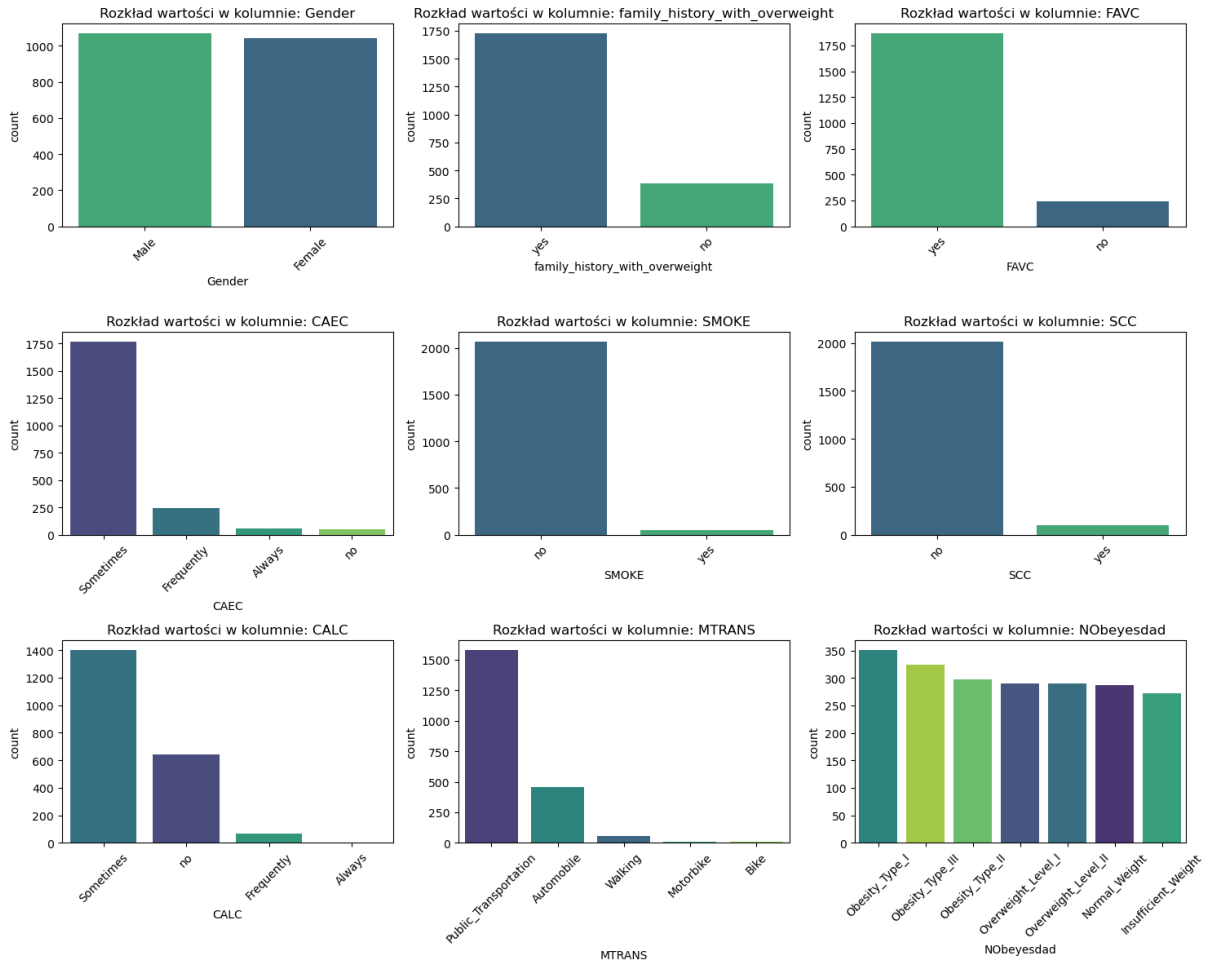 Rozkład wartości w kolumnie: Gender
1000
800
600
400
200
0
count
Male
Female
Gender
Rozkład wartości w kolumnie: family_history_with_overweight
1750
1500
1250
1000
750
500
250
0
count
yes
no
family_history_with_overweight
Rozkład wartości w kolumnie: FAVC
1750
1500
1250
1000
750
500
250
0
count
yes
no
FAVC
Rozkład wartości w kolumnie: CAEC
1750
1500
1250
1000
750
500
250
0
count
Sometimes
Frequently
Always
no
CAEC
Rozkład wartości w kolumnie: SMOKE
2000
1500
1000
500
0
count
no
yes
SMOKE
Rozkład wartości w kolumnie: SCC
2000
1500
1000
500
0
count
no
yes
SCC
Rozkład wartości w kolumnie: CALC
1400
1200
1000
800
600
400
200
0
count
Sometimes
no
Frequently
Always
CALC
Rozkład wartości w kolumnie: MTRANS
1500
1250
1000
750
500
250
0
count
Public_Transportation
Automobile
Walking
Motorbike
Bike
MTRANS
Rozkład wartości w kolumnie: NObeyesdad
350
300
250
200
150
100
50
0
count
Obesity_Type_I
Obesity_Type_III
Obesity_Type_II
Overweight_Level_I
Overweight_Level_II
Normal_Weight
Insufficient_Weight
NObeyesdad